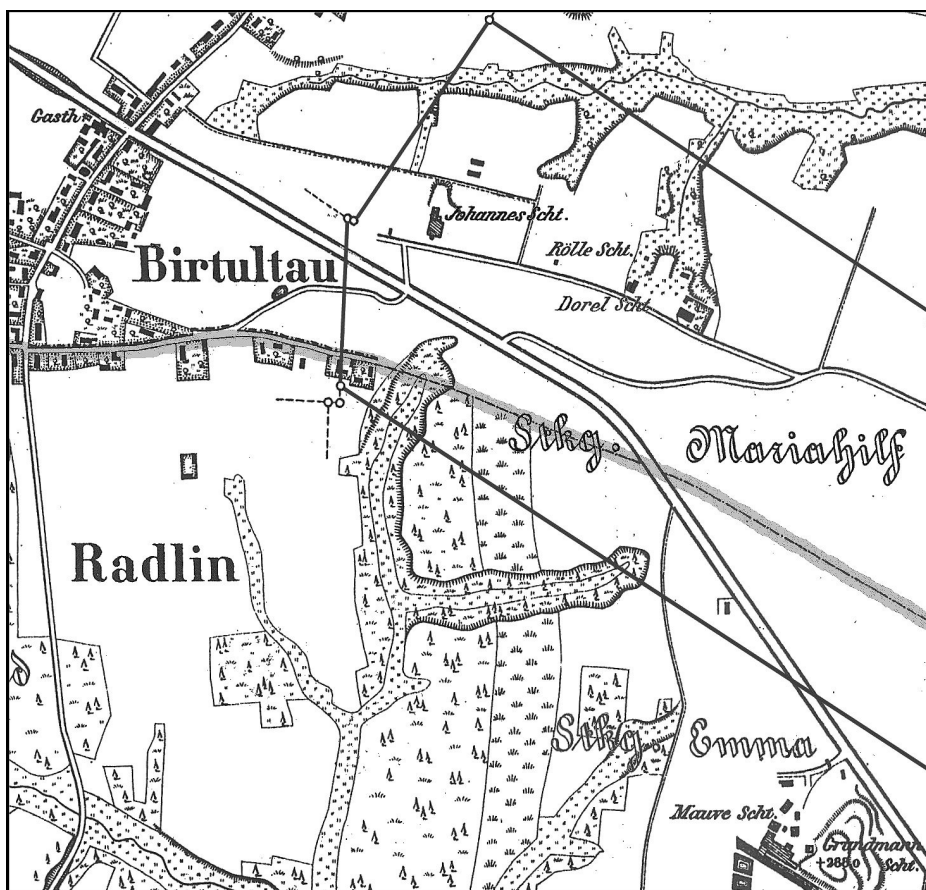 Gasth.
Johannes Scht.
Birtultau
Rölle Scht.
Dorel Scht.
Stkg. Mariahilf
Radlin
Stkg. Emma
Mauve Scht.
Grundmann
Scht.